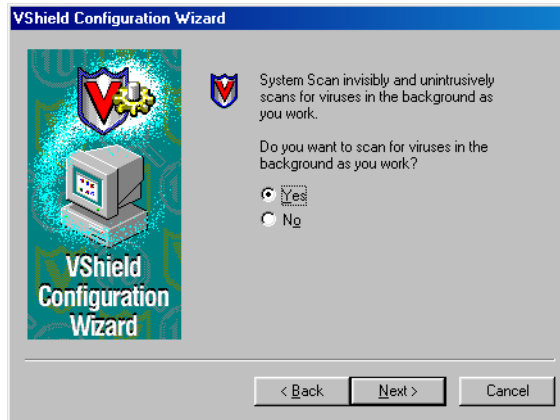 VShield Configuration Wizard
System Scan invisibly and unintrusively
scans for viruses in the background as
you work.
Do you want to scan for viruses in the
background as you work?
Yes
No
VShield
Configuration
Wizard
< Back
Next >
Cancel